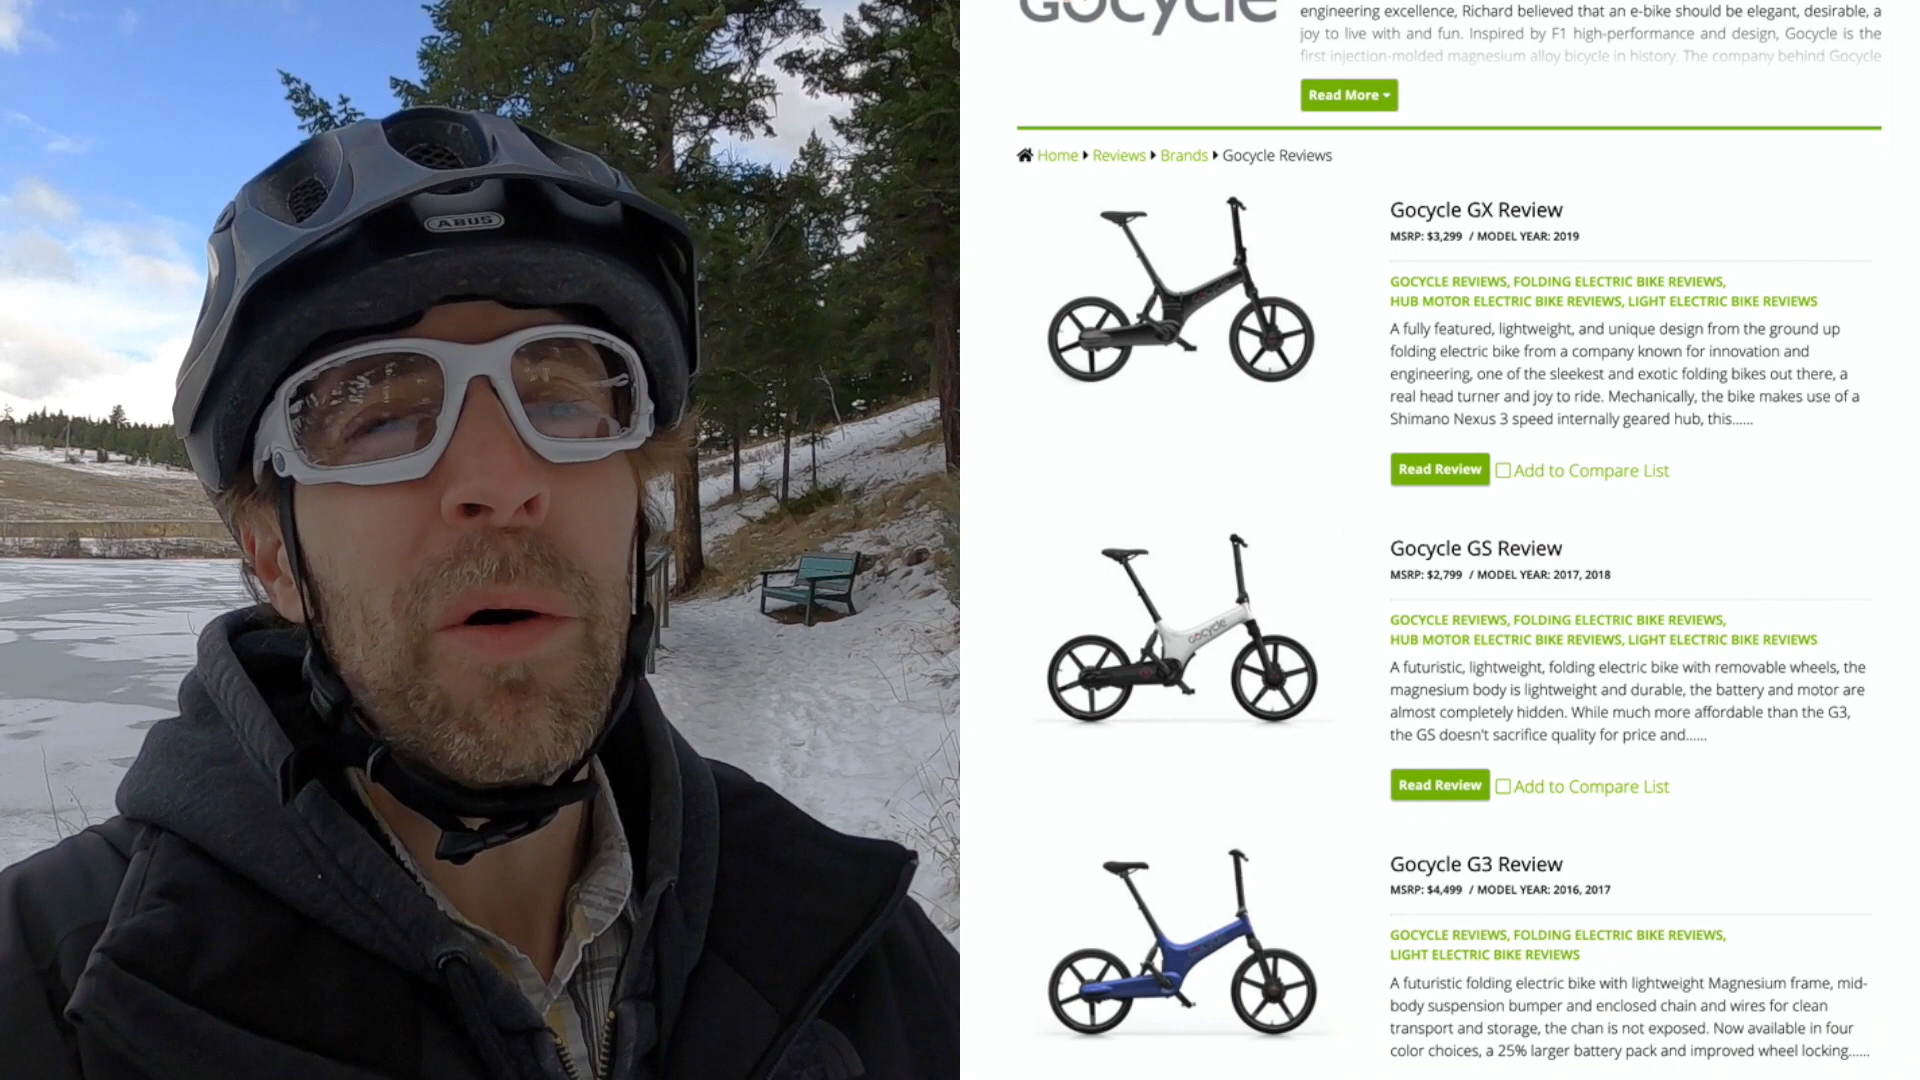 ABUS
Gocycle
engineering excellence, Richard believed that an e-bike should be elegant, desirable, a
joy to live with and fun. Inspired by F1 high-performance and design, Gocycle is the
first injection-molded magnesium alloy bicycle in history. The company behind Gocycle
Read More
Home Reviews Brands Gocycle Reviews
Gocycle GX Review
MSRP: $3,299 / MODEL YEAR: 2019
GOCYCLE REVIEWS, FOLDING ELECTRIC BIKE REVIEWS,
HUB MOTOR ELECTRIC BIKE REVIEWS, LIGHT ELECTRIC BIKE REVIEWS
A fully featured, lightweight, and unique design from the ground up
folding electric bike from a company known for innovation and
engineering, one of the sleekest and exotic folding bikes out there, a
real head turner and joy to ride. Mechanically, the bike makes use of a
Shimano Nexus 3 speed internally geared hub, this......
Read Review Add to Compare List
Gocycle GS Review
MSRP: $2,799 / MODEL YEAR: 2017, 2018
GOCYCLE REVIEWS, FOLDING ELECTRIC BIKE REVIEWS,
HUB MOTOR ELECTRIC BIKE REVIEWS, LIGHT ELECTRIC BIKE REVIEWS
gocycle
A futuristic, lightweight, folding electric bike with removable wheels, the
magnesium body is lightweight and durable, the battery and motor are
almost completely hidden. While much more affordable than the G3,
the GS doesn't sacrifice quality for price and......
Read Review Add to Compare List
Gocycle G3 Review
MSRP: $4,499 / MODEL YEAR: 2016, 2017
GOCYCLE REVIEWS, FOLDING ELECTRIC BIKE REVIEWS,
LIGHT ELECTRIC BIKE REVIEWS
A futuristic folding electric bike with lightweight Magnesium frame, mid-
body suspension bumper and enclosed chain and wires for clean
transport and storage, the chan is not exposed. Now available in four
color choices, a 25% larger battery pack and improved wheel locking......